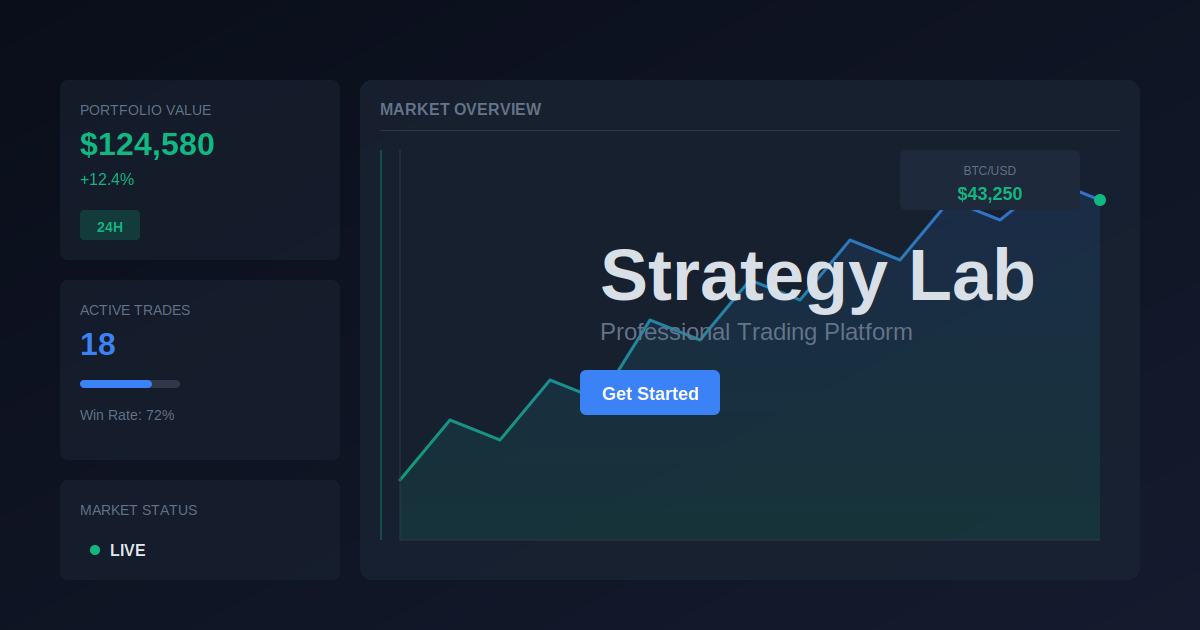 PORTFOLIO VALUE
$124,580
+12.4%
24H
ACTIVE TRADES
18
Win Rate: 72%
MARKET STATUS
LIVE
MARKET OVERVIEW
BTC/USD
$43,250
Strategy Lab
Professional Trading Platform
Get Started